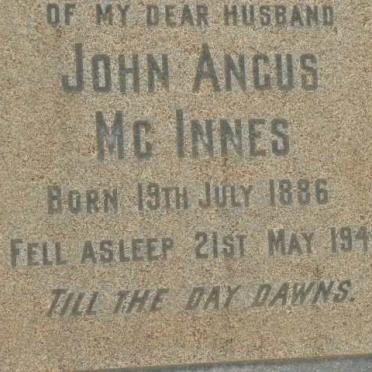 OF MY DEAR HUSBAND
JOHN ANGUS
MC INNES
BORN 19TH JULY 1886
FELL ASLEEP 21ST MAY 194
TILL THE DAY DAWNS.